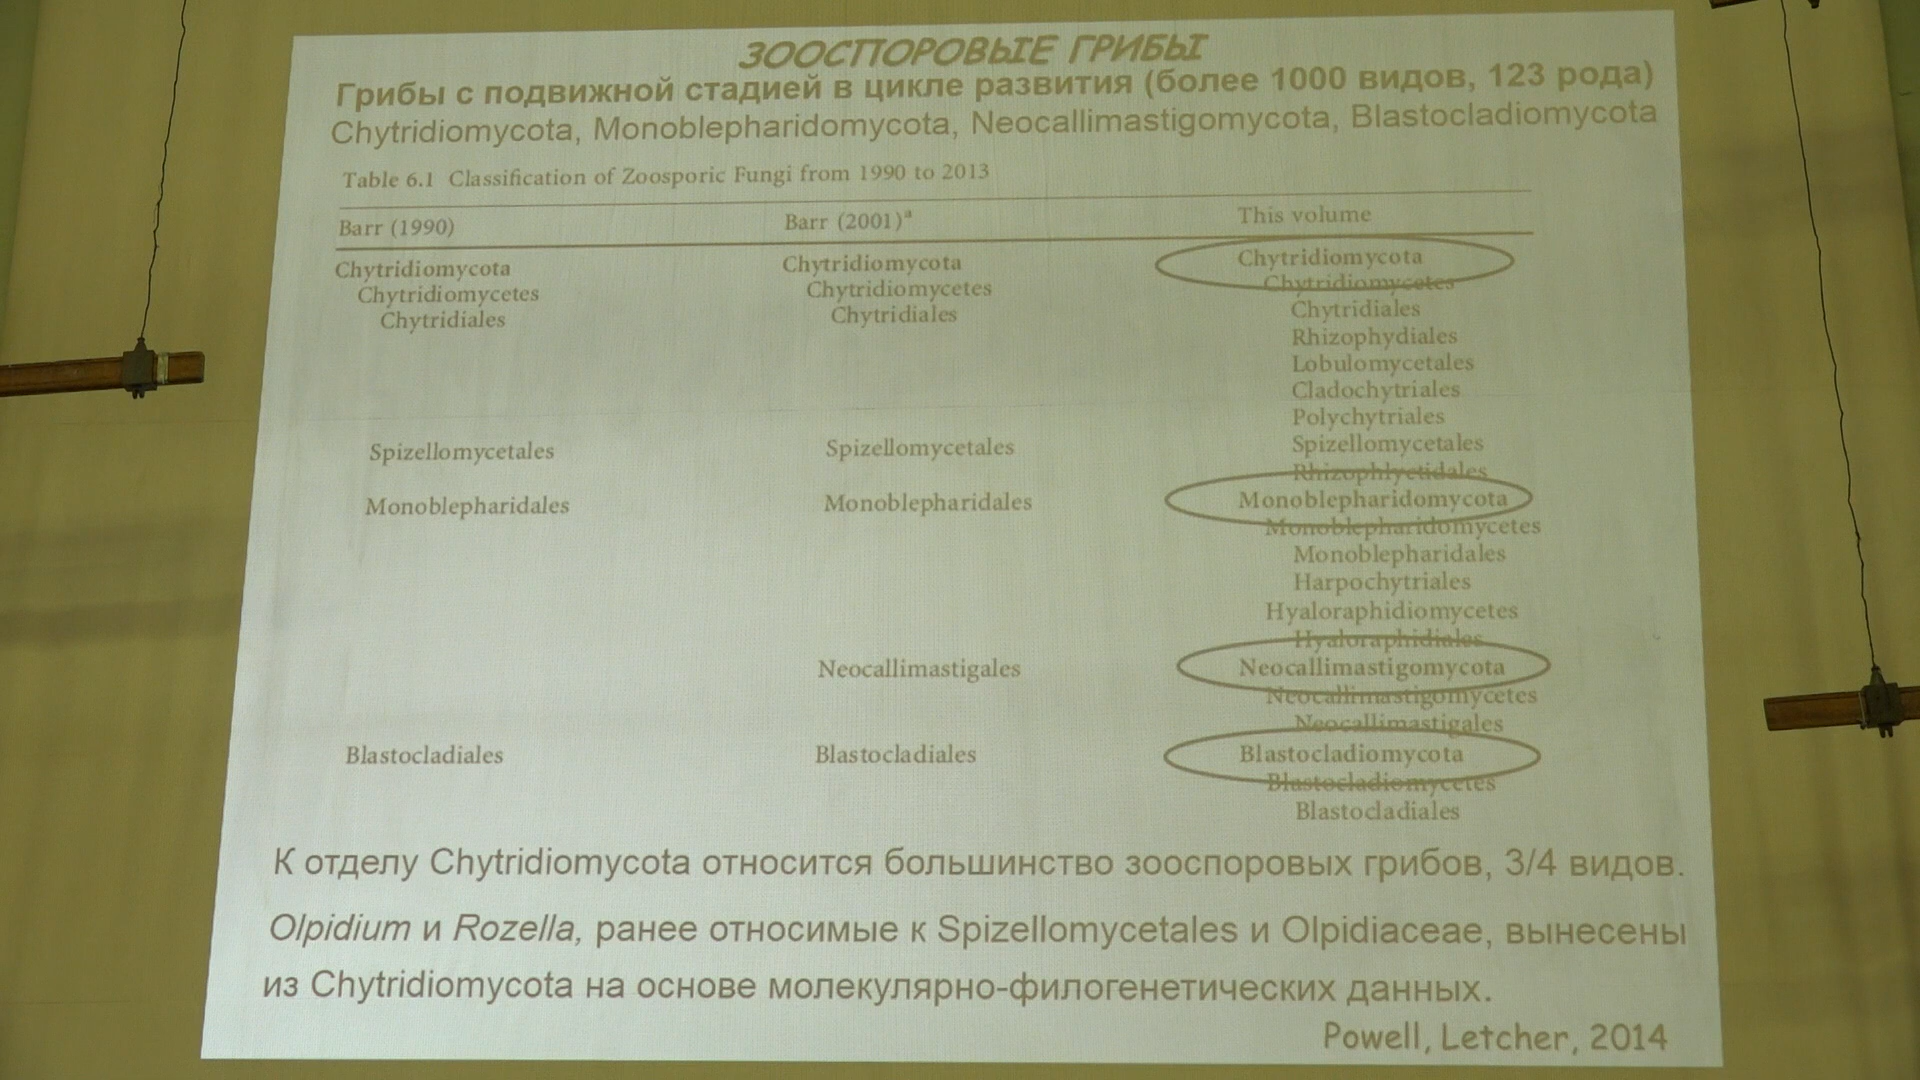 ЗООСПОРОВЫЕ ГРИБЫ
Грибы с подвижной стадией в цикле развития (более 1000 видов, 123 рода)
Chytridiomycota, Monoblepharidomycota, Neocallimastigomycota, Blastocladiomycota
Table 6.1 Classification of Zoosporic Fungi from 1990 to 2013
Barr (1990) Barr (2001)ª This volume
Chytridiomycota Chytridiomycota Chytridiomycota
Chytridiomycetes Chytridiomycetes Chytridiomycetes
Chytridiales Chytridiales Chytridiales
Rhizophydiales
Lobulomycetales
Cladochytriales
Polychytriales
Spizellomycetales Spizellomycetales Spizellomycetales
Rhizophlyctidales
Monoblepharidales Monoblepharidales Monoblepharidomycota
Monoblepharidomycetes
Monoblepharidales
Harpochytriales
Hyaloraphidiomycetes
Hyaloraphidiales
Neocallimastigales Neocallimastigomycota
Neocallimastigomycetes
Neocallimastigales
Blastocladiales Blastocladiales Blastocladiomycota
Blastocladiomycetes
Blastocladiales
К отделу Chytridiomycota относится большинство зооспоровых грибов, 3/4 видов.
Olpidium и Rozella, ранее относимые к Spizellomycetales и Olpidiaceae, вынесены
из Chytridiomycota на основе молекулярно-филогенетических данных.
Powell, Letcher, 2014